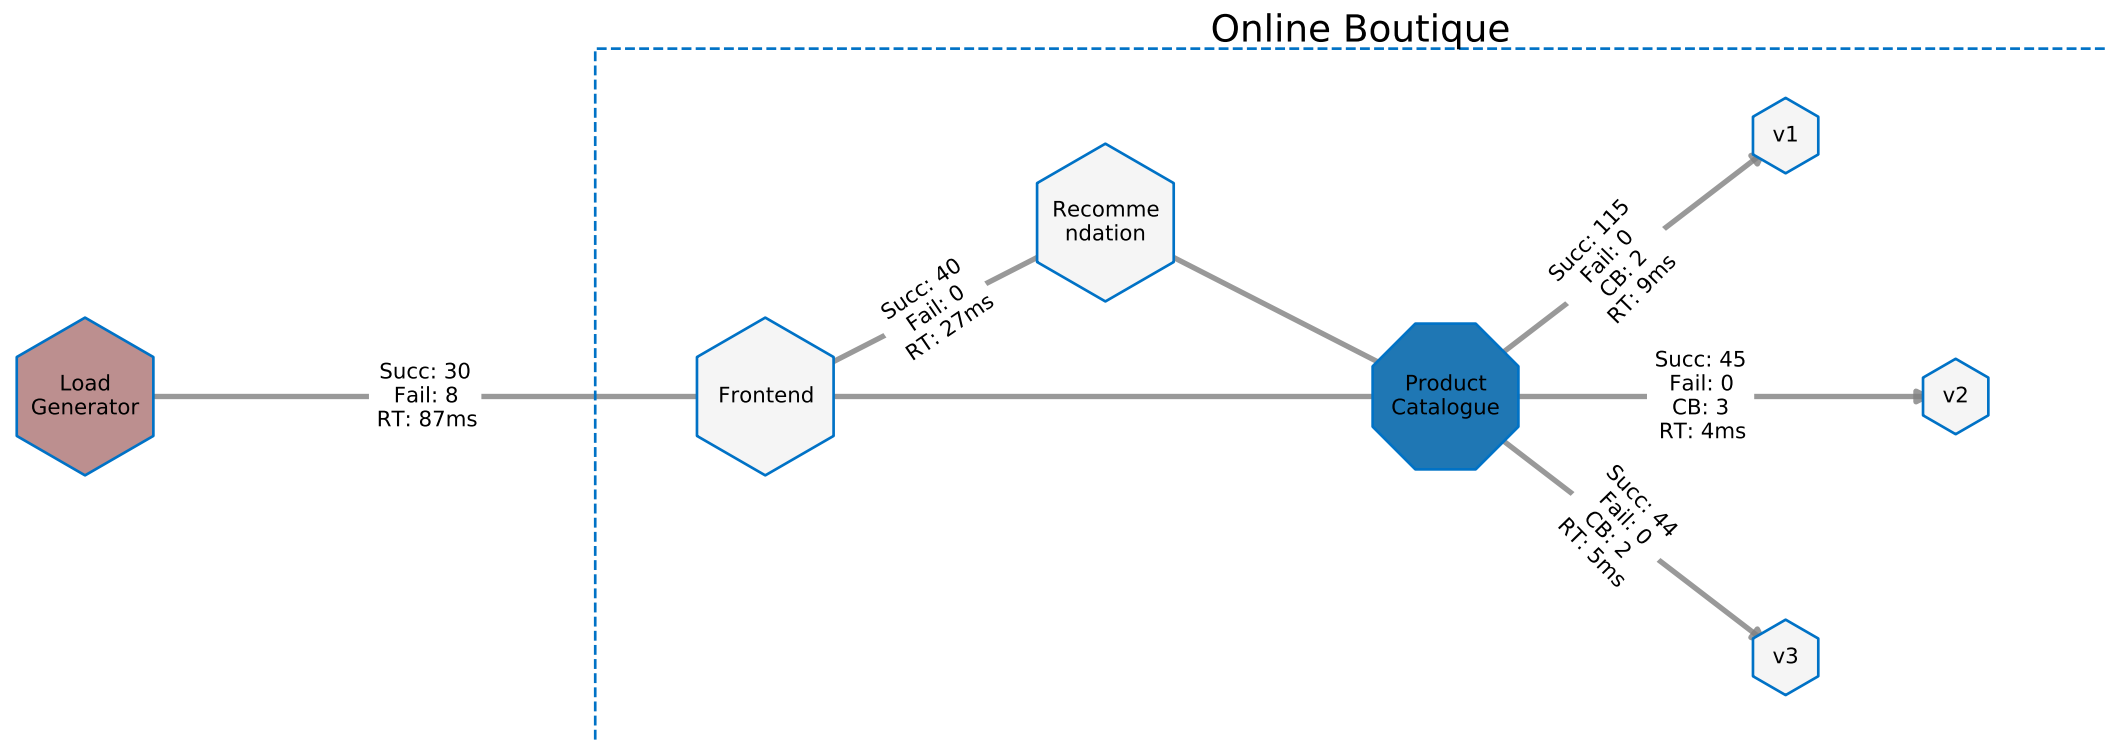 Online Boutique
v1
Recomme
ndation
Succ: 115
Fail: 0
CB: 2
RT: 9ms
Succ: 40
Fail: 0
RT: 27ms
Load
Generator
Succ: 30
Fail: 8
RT: 87ms
Frontend
Product
Catalogue
Succ: 45
Fail: 0
CB: 3
RT: 4ms
v2
Succ: 44
Fail: 0
CB: 2
RT: 5ms
v3